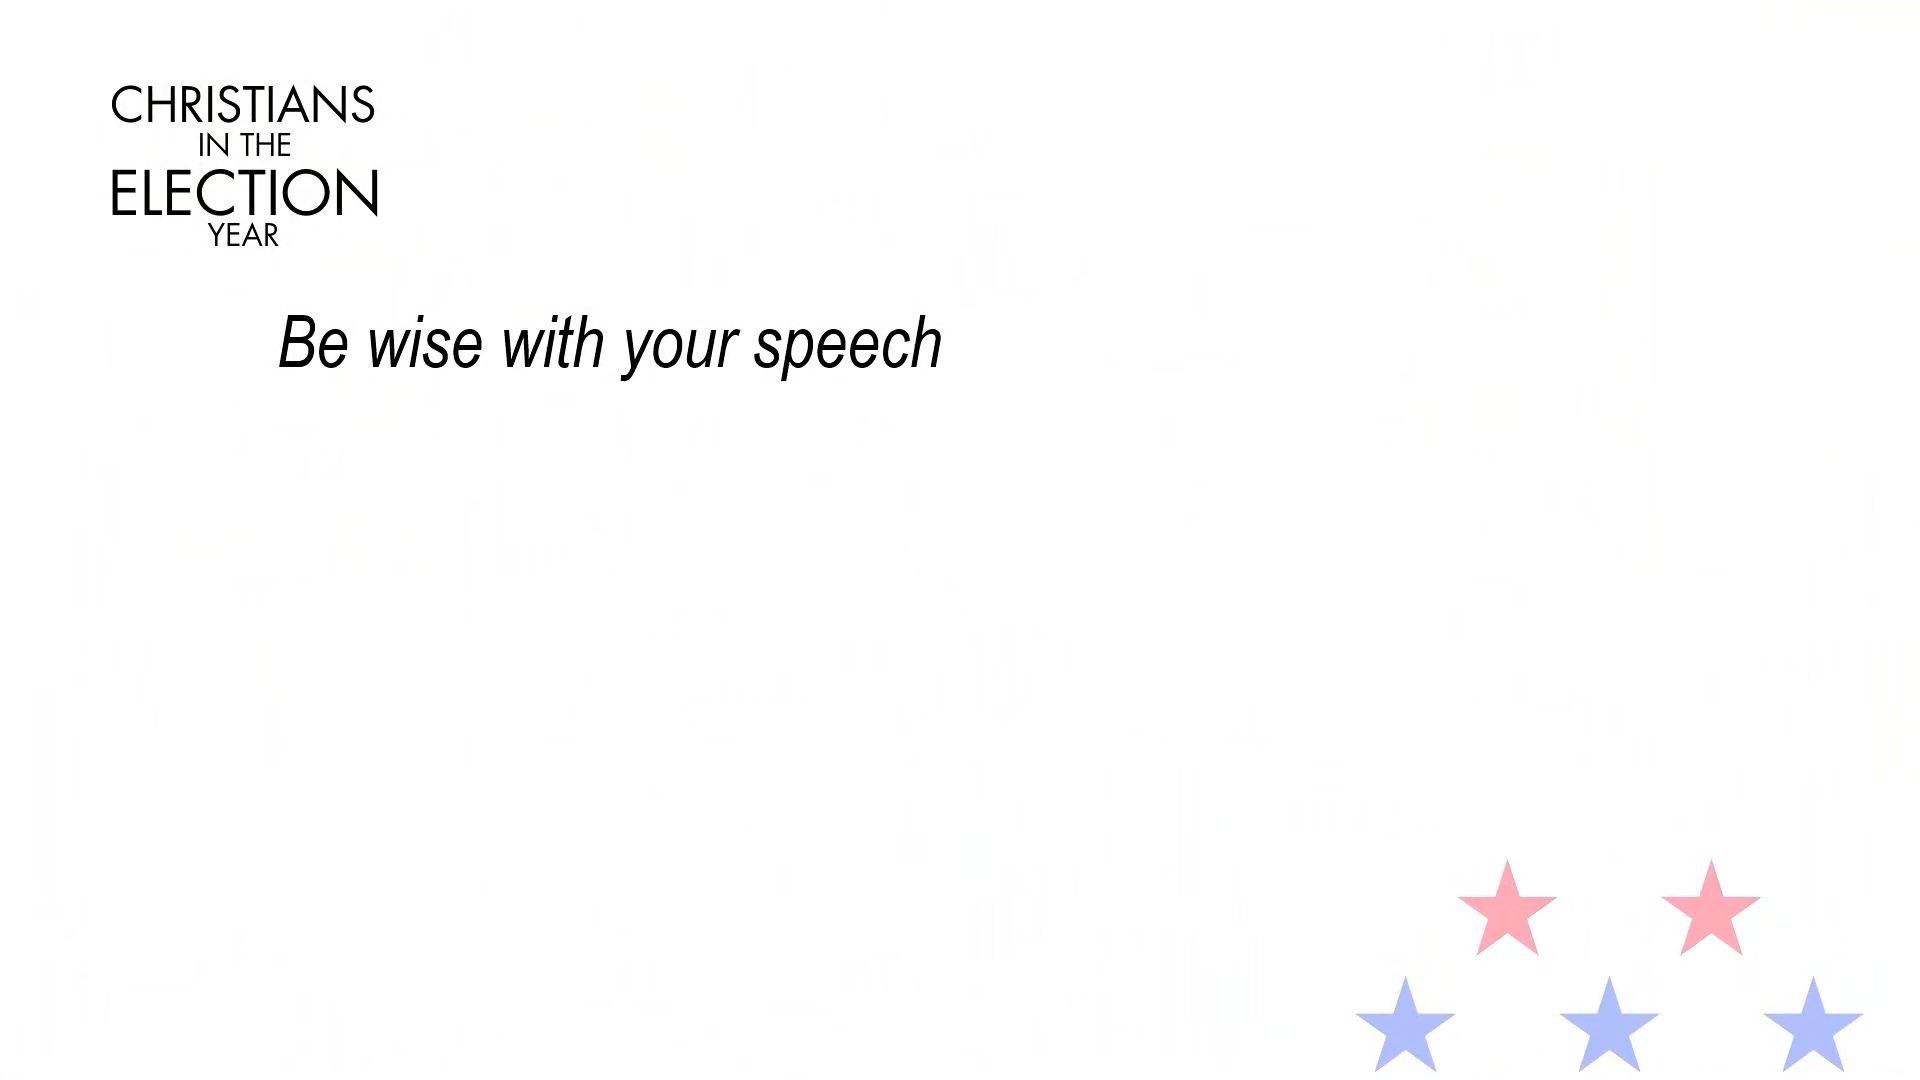 CHRISTIANS
IN THE
ELECTION
YEAR
Be wise with your speech